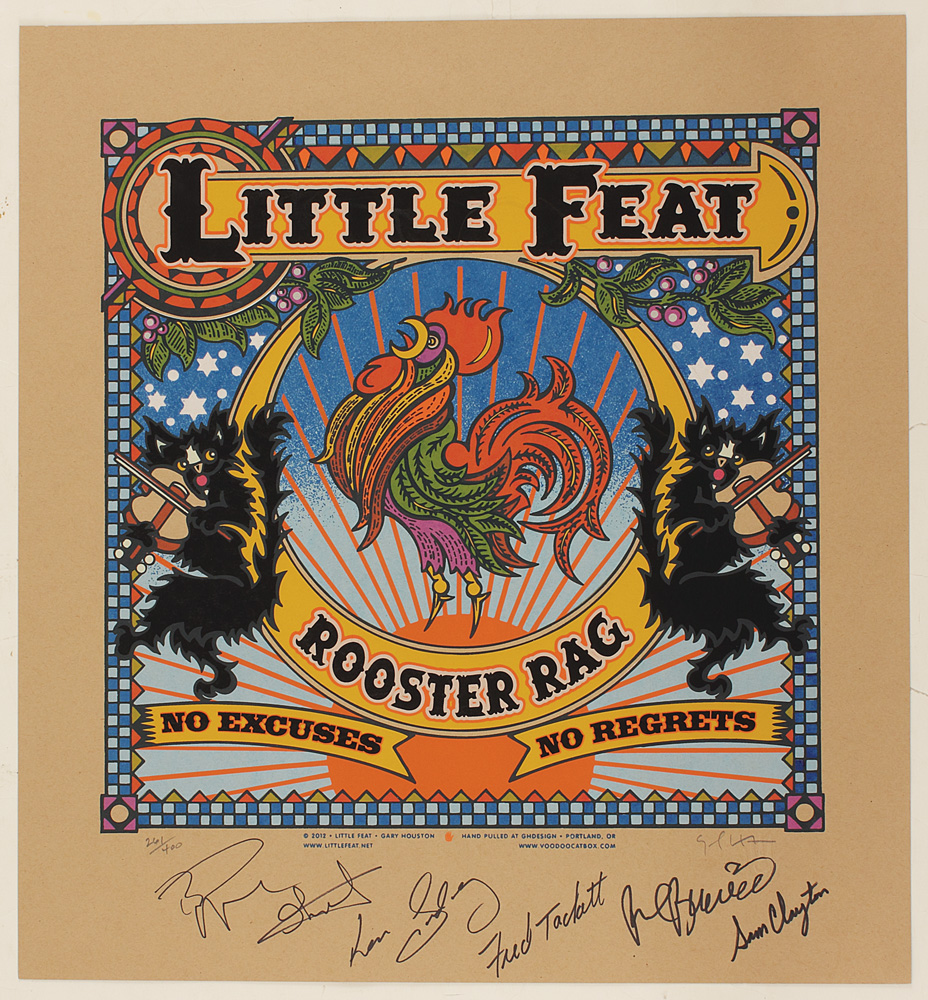 LITTLE FEAT
ROOSTER RAG
NO EXCUSES
NO REGRETS
© 2012 • LITTLE FEAT • GARY HOUSTON HAND PULLED AT GHDESIGN • PORTLAND, OR
WWW.LITTLEFEAT.NET WWW.VOODOOCATBOX.COM
261/400
Fred Tackett
Sam Clayton